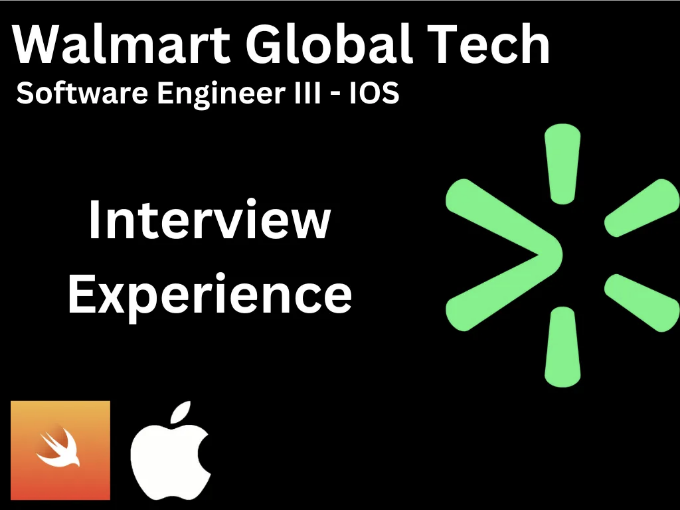 Walmart Global Tech
Software Engineer III - IOS
Interview
Experience